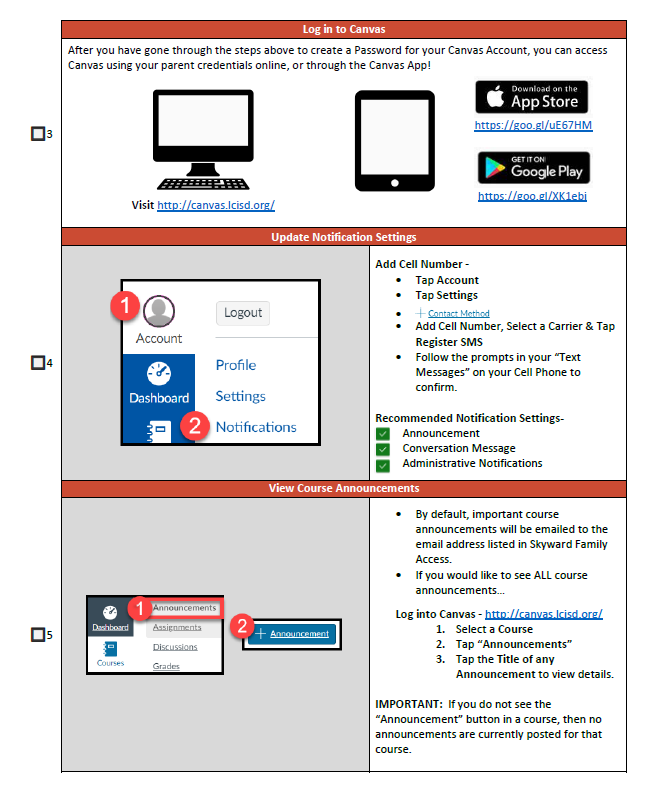 Log in to Canvas
After you have gone through the steps above to create a Password for your Canvas Account, you can access
Canvas using your parent credentials online, or through the Canvas App!
3
Download on the
App Store
https://goo.gl/uE67HM
GET IT ON
Google Play
https://goo.gl/XK1ebj
Visit http://canvas.lcisd.org/
Update Notification Settings
4
1
Account
Logout
Dashboard
Profile
Settings
2
Notifications
Add Cell Number -
• Tap Account
• Tap Settings
• + Contact Method
• Add Cell Number, Select a Carrier & Tap
Register SMS
• Follow the prompts in your “Text
Messages” on your Cell Phone to
confirm.
Recommended Notification Settings-
Announcement
Conversation Message
Administrative Notifications
View Course Announcements
5
Dashboard
Courses
1
Announcements
Assignments
Discussions
Grades
2
+ Announcement
• By default, important course
announcements will be emailed to the
email address listed in Skyward Family
Access.
• If you would like to see ALL course
announcements...
Log into Canvas - http://canvas.lcisd.org/
1. Select a Course
2. Tap “Announcements”
3. Tap the Title of any
Announcement to view details.
IMPORTANT: If you do not see the
“Announcement” button in a course, then no
announcements are currently posted for that
course.